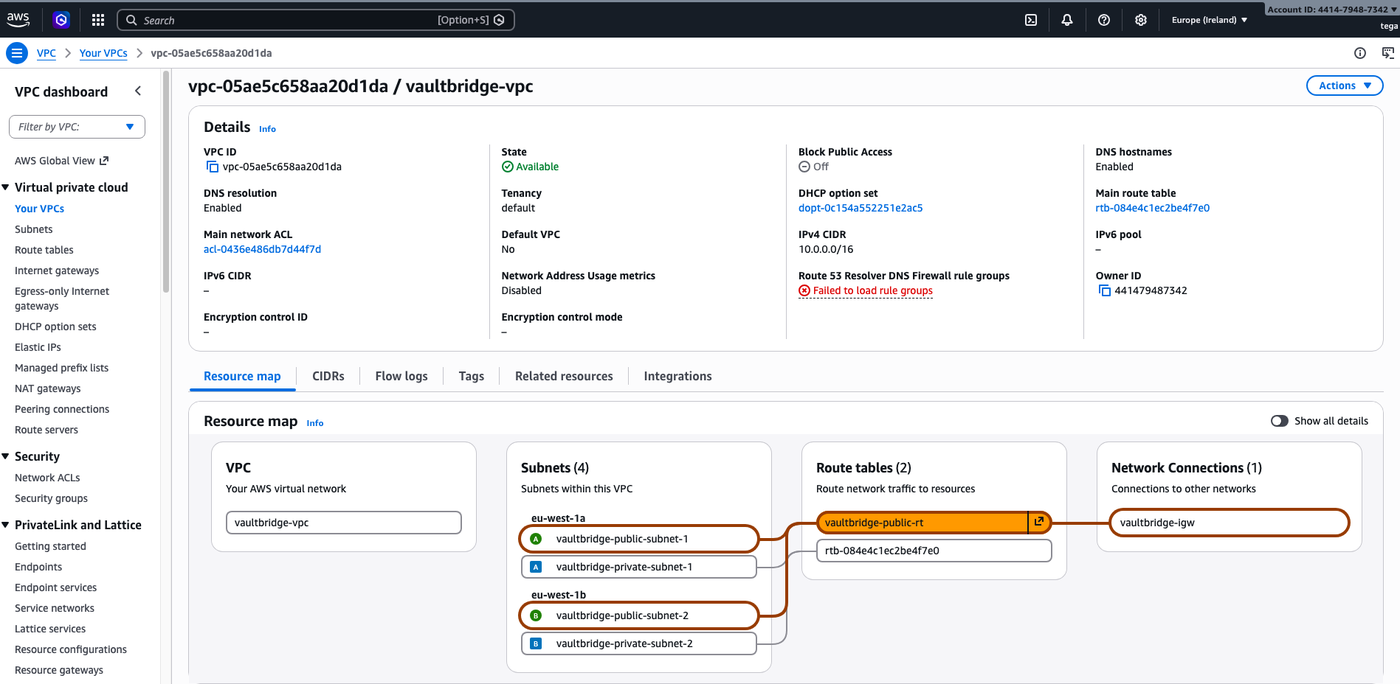 aws
Search
[Option+S]
Europe (Ireland)
Account ID: 4414-7948-7342
tega
VPC
Your VPCs
vpc-05ae5c658aa20d1da
VPC dashboard
Filter by VPC:
AWS Global View
Virtual private cloud
Your VPCs
Subnets
Route tables
Internet gateways
Egress-only Internet
gateways
DHCP option sets
Elastic IPs
Managed prefix lists
NAT gateways
Peering connections
Route servers
Security
Network ACLs
Security groups
PrivateLink and Lattice
Getting started
Endpoints
Endpoint services
Service networks
Lattice services
Resource configurations
Resource gateways
vpc-05ae5c658aa20d1da / vaultbridge-vpc
Actions
Details Info
VPC ID
vpc-05ae5c658aa20d1da
State
Available
Block Public Access
Off
DNS hostnames
Enabled
DNS resolution
Enabled
Tenancy
default
DHCP option set
dopt-0c154a552251e2ac5
Main route table
rtb-084e4c1ec2be4f7e0
Main network ACL
acl-0436e486db7d44f7d
Default VPC
No
IPv4 CIDR
10.0.0.0/16
IPv6 pool
–
IPv6 CIDR
–
Network Address Usage metrics
Disabled
Route 53 Resolver DNS Firewall rule groups
Failed to load rule groups
Owner ID
441479487342
Encryption control ID
–
Encryption control mode
–
Resource map
CIDRs
Flow logs
Tags
Related resources
Integrations
Resource map Info
Show all details
VPC
Your AWS virtual network
vaultbridge-vpc
Subnets (4)
Subnets within this VPC
eu-west-1a
A vaultbridge-public-subnet-1
A vaultbridge-private-subnet-1
eu-west-1b
B vaultbridge-public-subnet-2
B vaultbridge-private-subnet-2
Route tables (2)
Route network traffic to resources
vaultbridge-public-rt
rtb-084e4c1ec2be4f7e0
Network Connections (1)
Connections to other networks
vaultbridge-igw